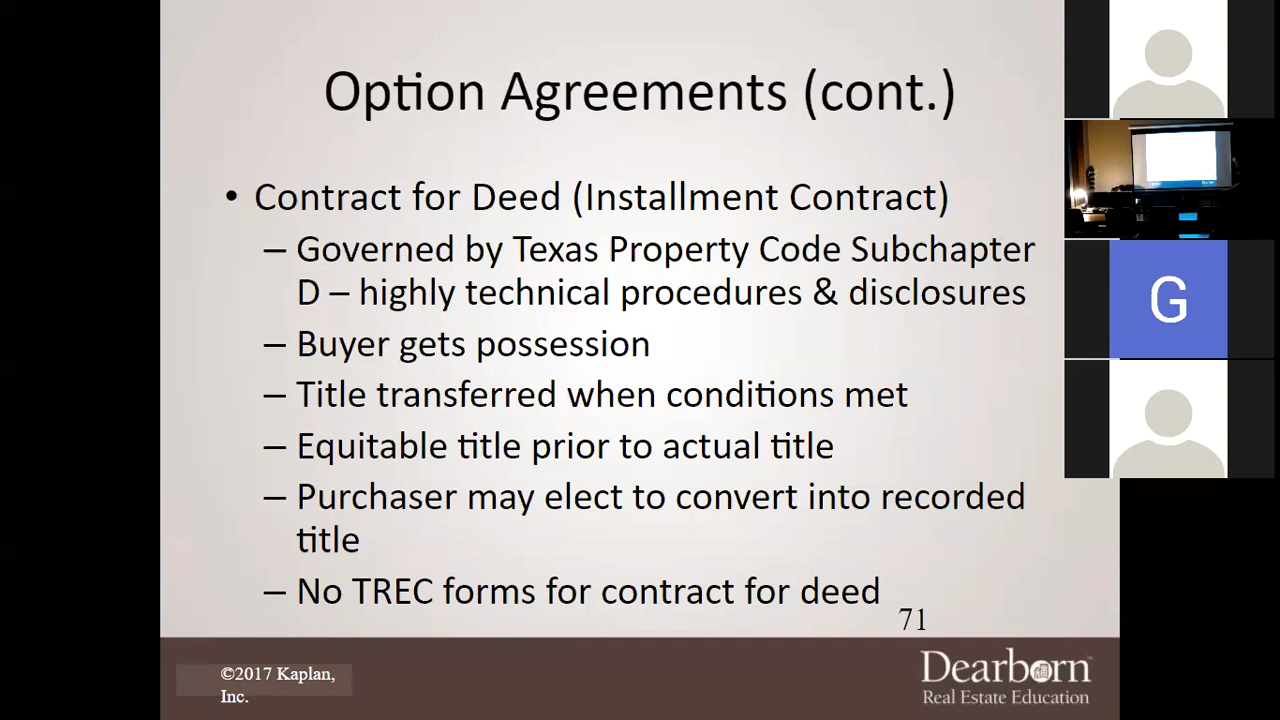 Option Agreements (cont.)
• Contract for Deed (Installment Contract)
– Governed by Texas Property Code Subchapter
D – highly technical procedures & disclosures
– Buyer gets possession
– Title transferred when conditions met
– Equitable title prior to actual title
– Purchaser may elect to convert into recorded
title
– No TREC forms for contract for deed
71
©2017 Kaplan,
Inc.
Dearborn
Real Estate Education
G